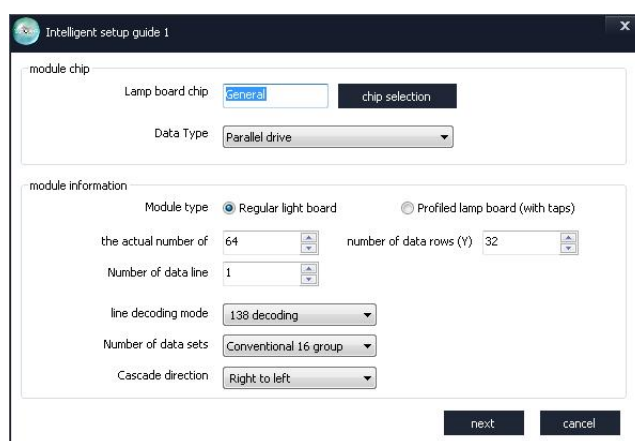 Intelligent setup guide 1
x
module chip
Lamp board chip General chip selection
Data Type Parallel drive
module information
Module type Regular light board Profiled lamp board (with taps)
the actual number of 64 number of data rows (Y) 32
Number of data line 1
line decoding mode 138 decoding
Number of data sets Conventional 16 group
Cascade direction Right to left
next cancel